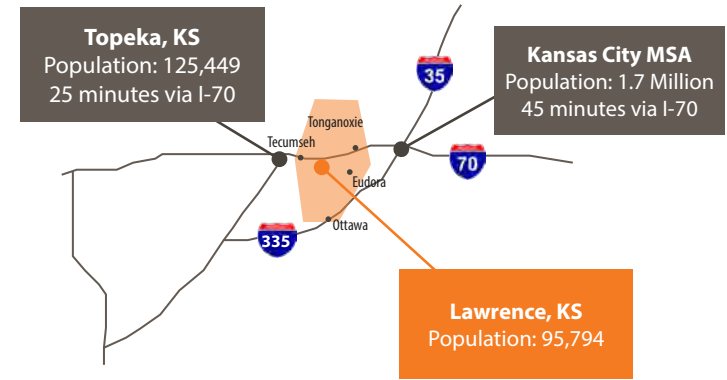 Topeka, KS
Population: 125,449
25 minutes via I-70
Kansas City MSA
Population: 1.7 Million
45 minutes via I-70
35
Tonganoxie
Tecumseh
70
Eudora
Ottawa
335
Lawrence, KS
Population: 95,794